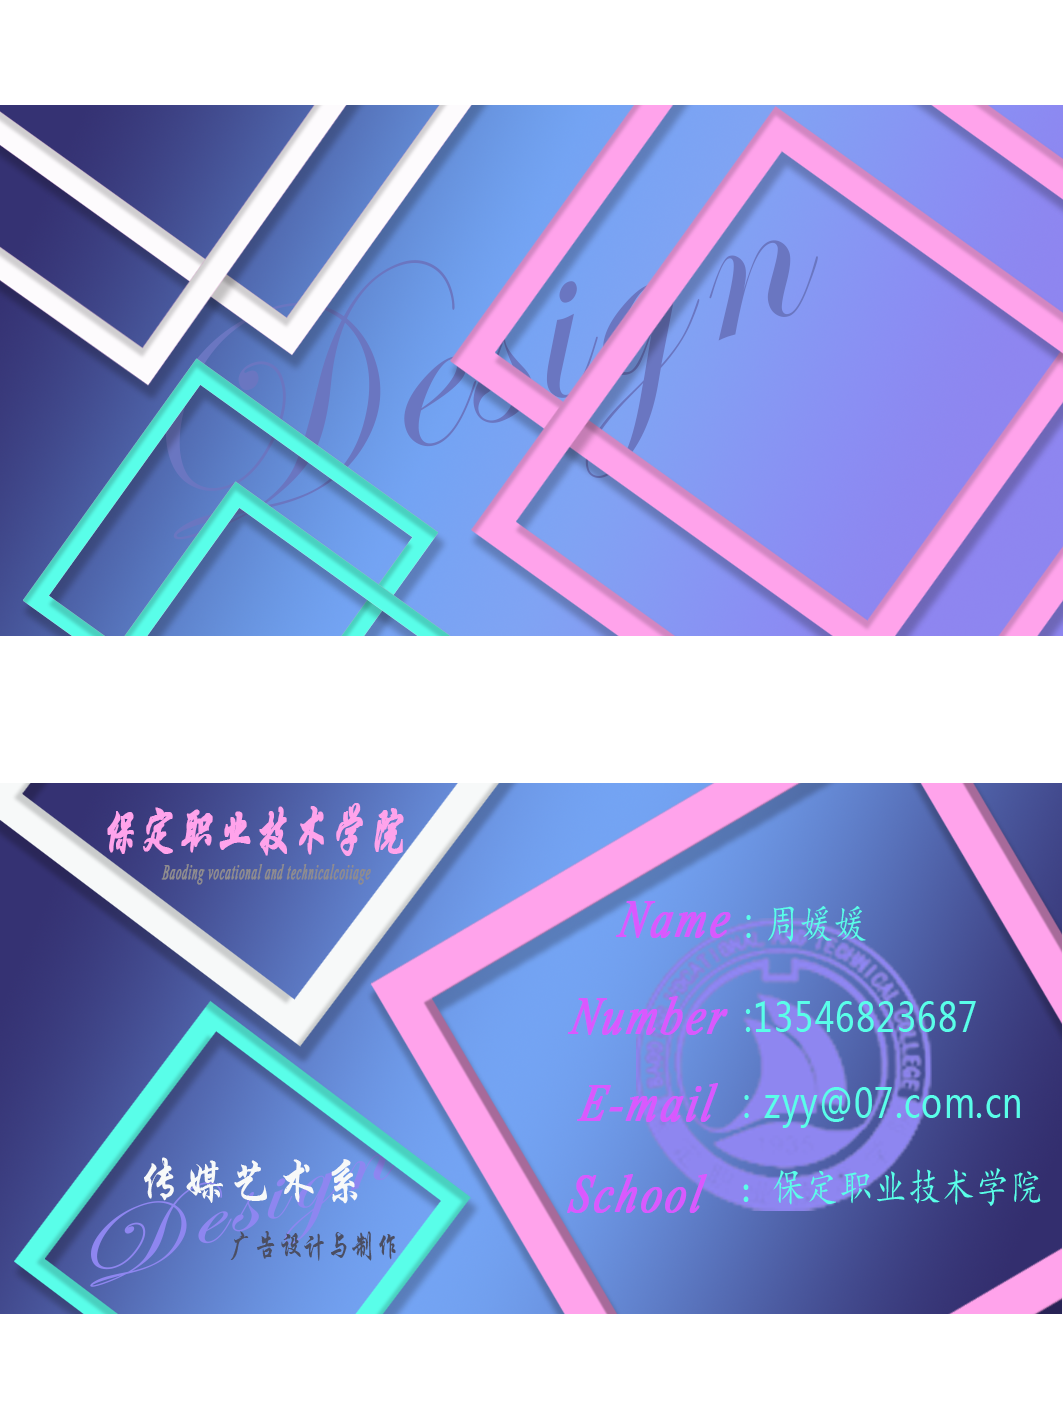 Design
保定职业技术学院
Baoding vocational and technicalcoiiage
Name : 周媛媛
Number :13546823687
E-mail : zyy@07.com.cn
School : 保定职业技术学院
传媒艺术系
Design
广告设计与制作